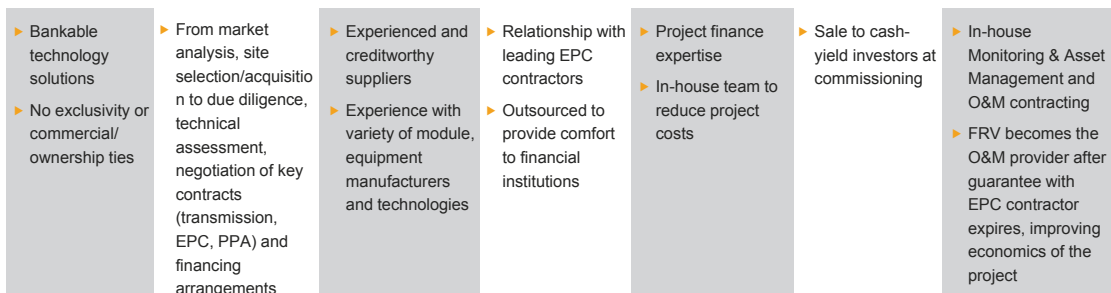 ► Bankable
technology
solutions
► No exclusivity or
commercial/
ownership ties
► From market
analysis, site
selection/acquisitio
n to due diligence,
technical
assessment,
negotiation of key
contracts
(transmission,
EPC, PPA) and
financing
arrangements
► Experienced and
creditworthy
suppliers
► Experience with
variety of module,
equipment
manufacturers
and technologies
► Relationship with
leading EPC
contractors
► Outsourced to
provide comfort
to financial
institutions
► Project finance
expertise
► In-house team to
reduce project
costs
► Sale to cash-
yield investors at
commissioning
► In-house
Monitoring & Asset
Management and
O&M contracting
► FRV becomes the
O&M provider after
guarantee with
EPC contractor
expires, improving
economics of the
project